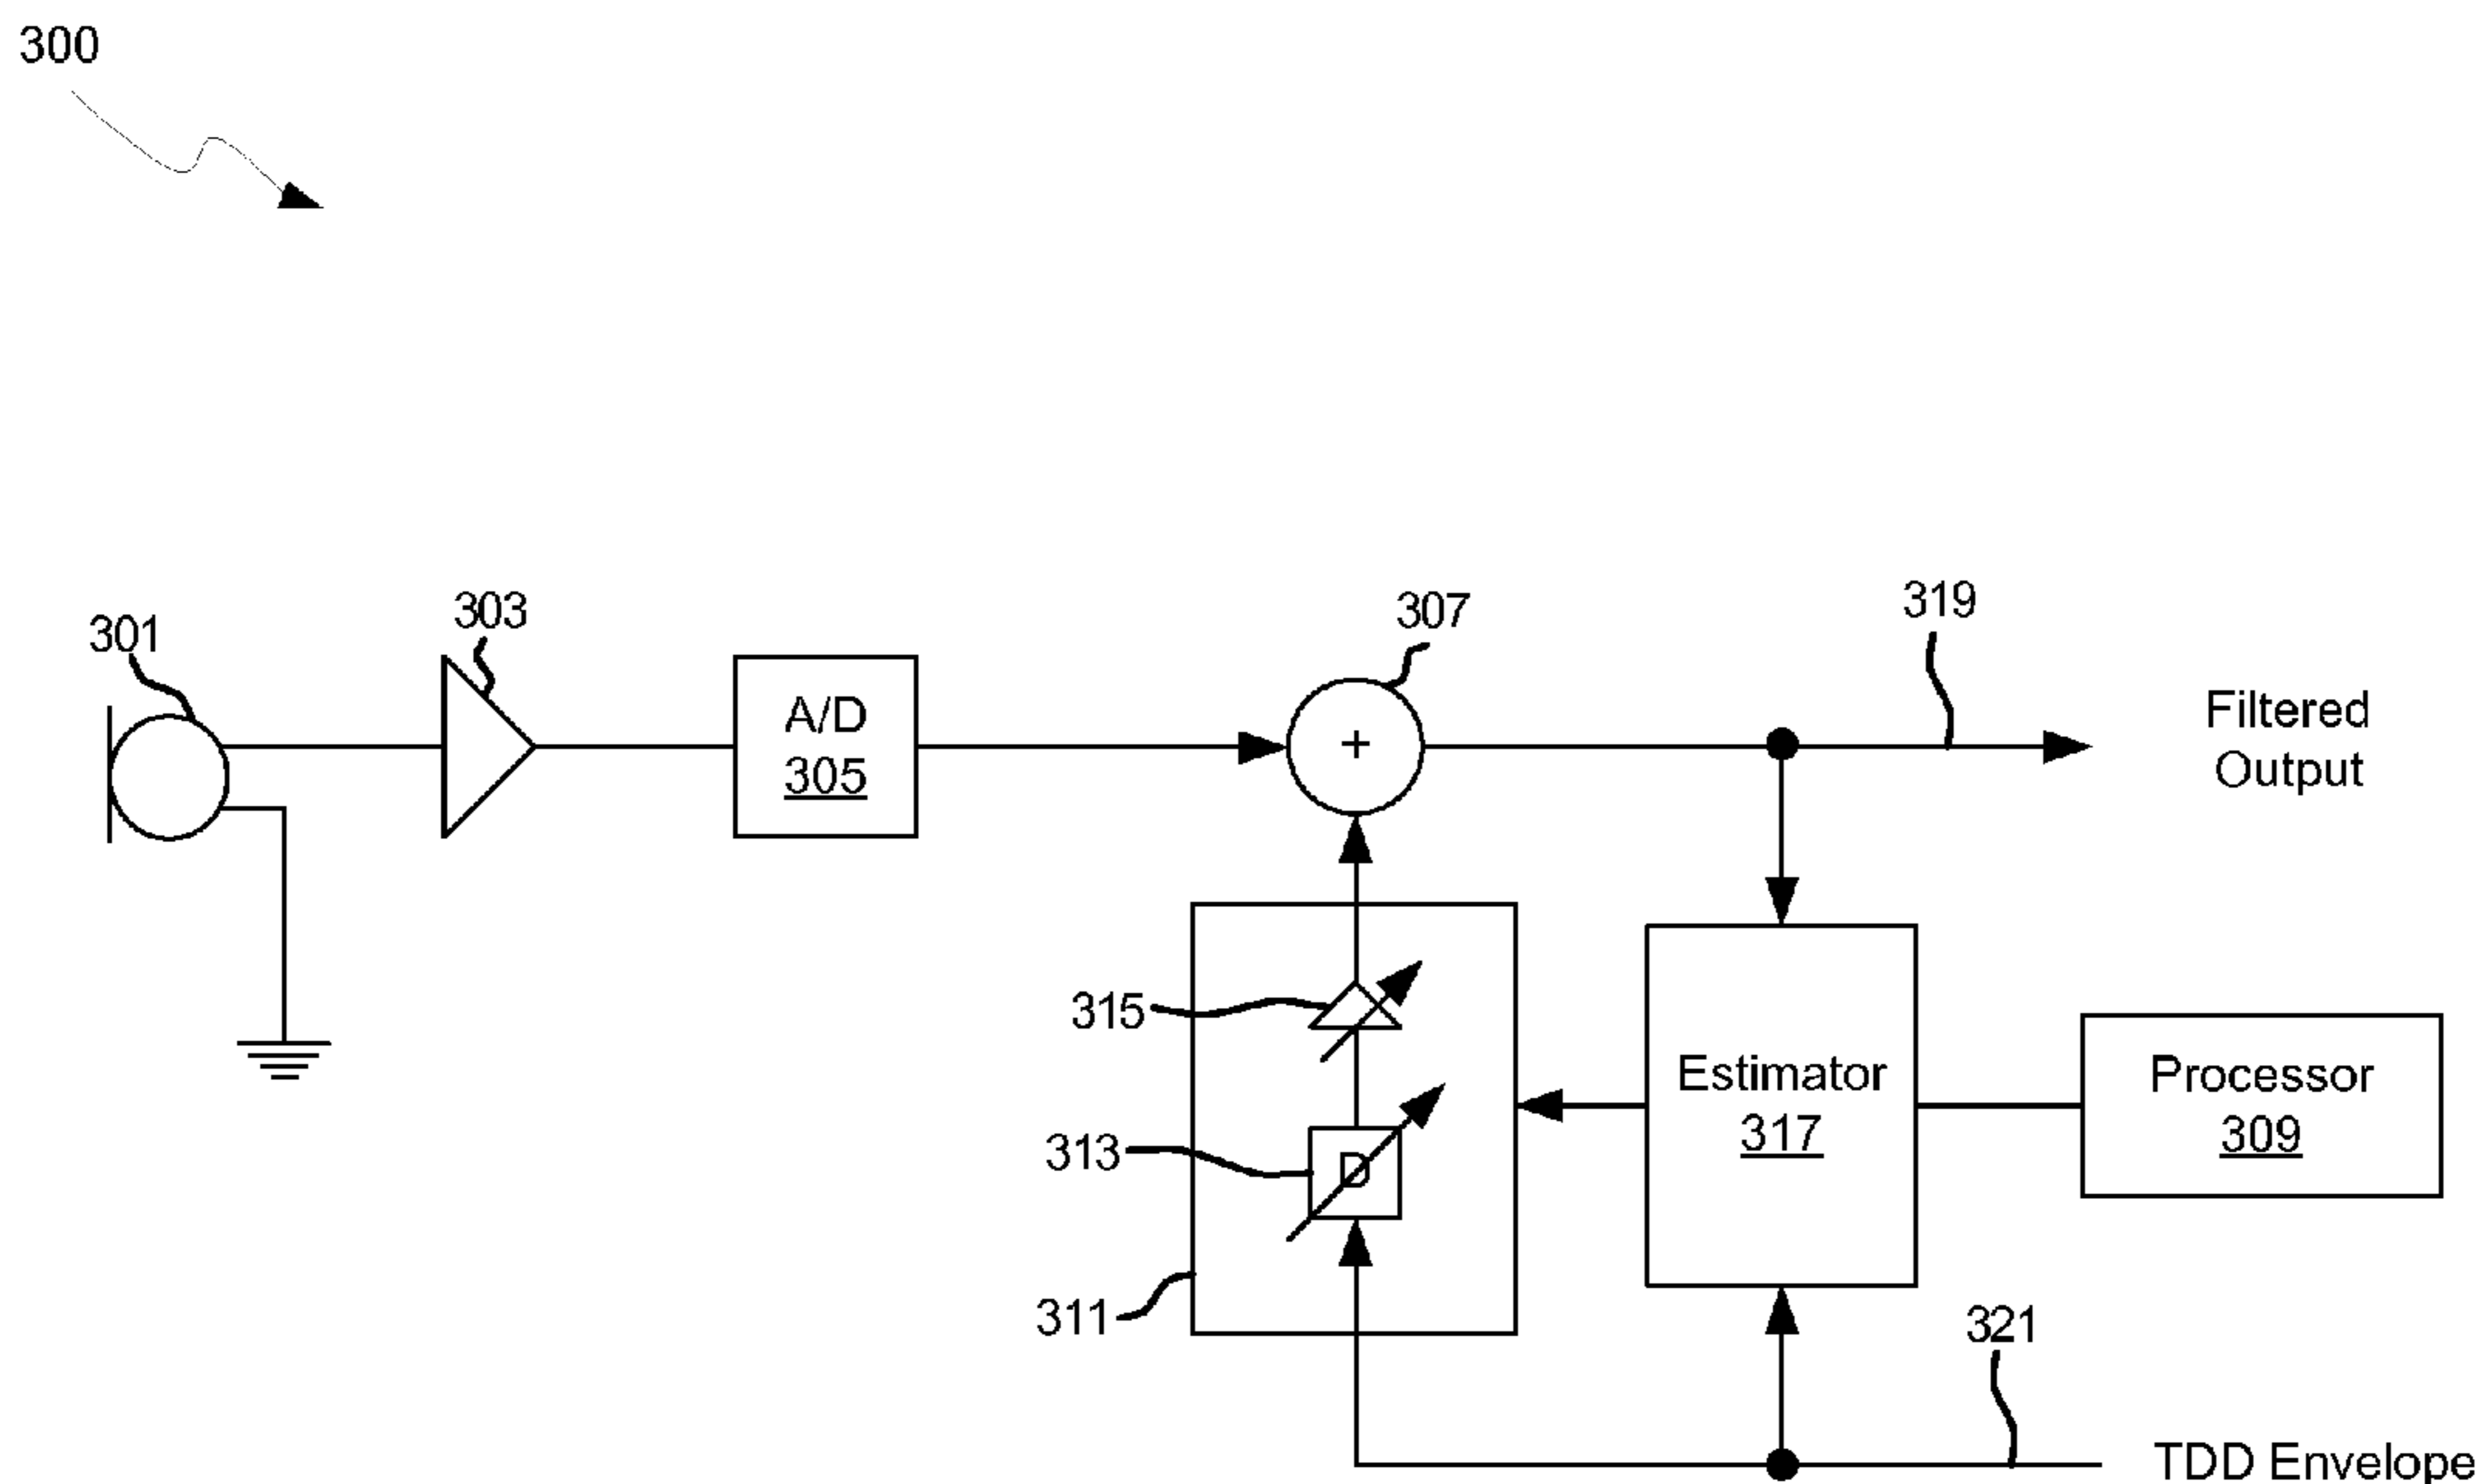 300
301
303
A/D
305
307
+
319
Filtered
Output
315
313
D
311
Estimator
317
Processor
309
321
TDD Envelope